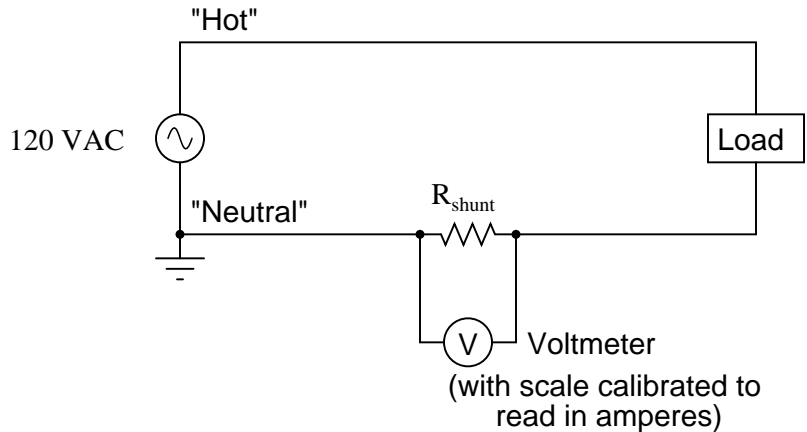 "Hot"
120 VAC
Load
"Neutral"
Rshunt
V
Voltmeter
(with scale calibrated to
read in amperes)